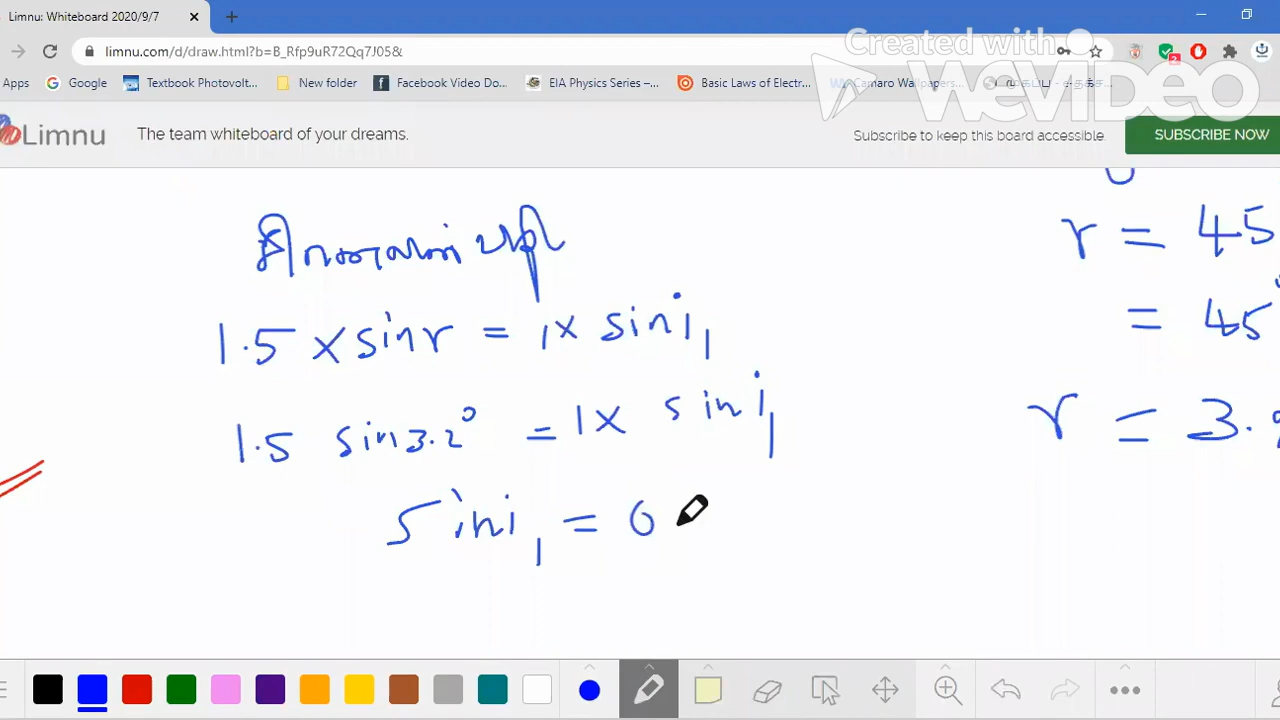 Limnu: Whiteboard 2020/9/7
limnu.com/d/draw.html?b=B_Rfp9uR72Qq7J05&
Created with
WEVIDEO
Apps Google Textbook Photocyolt... New folder Facebook Video Do... EIA Physics Series –... Basic Laws of Electr... Camaro Wallpapers...
Limnu The team whiteboard of your dreams. Subscribe to keep this board accessible. SUBSCRIBE NOW
1.5 × sin r = 1 × sin i₁
1.5 sin 3.2° = 1 × sin i₁
sin i₁ = 0
r = 45
= 45°
r = 3.